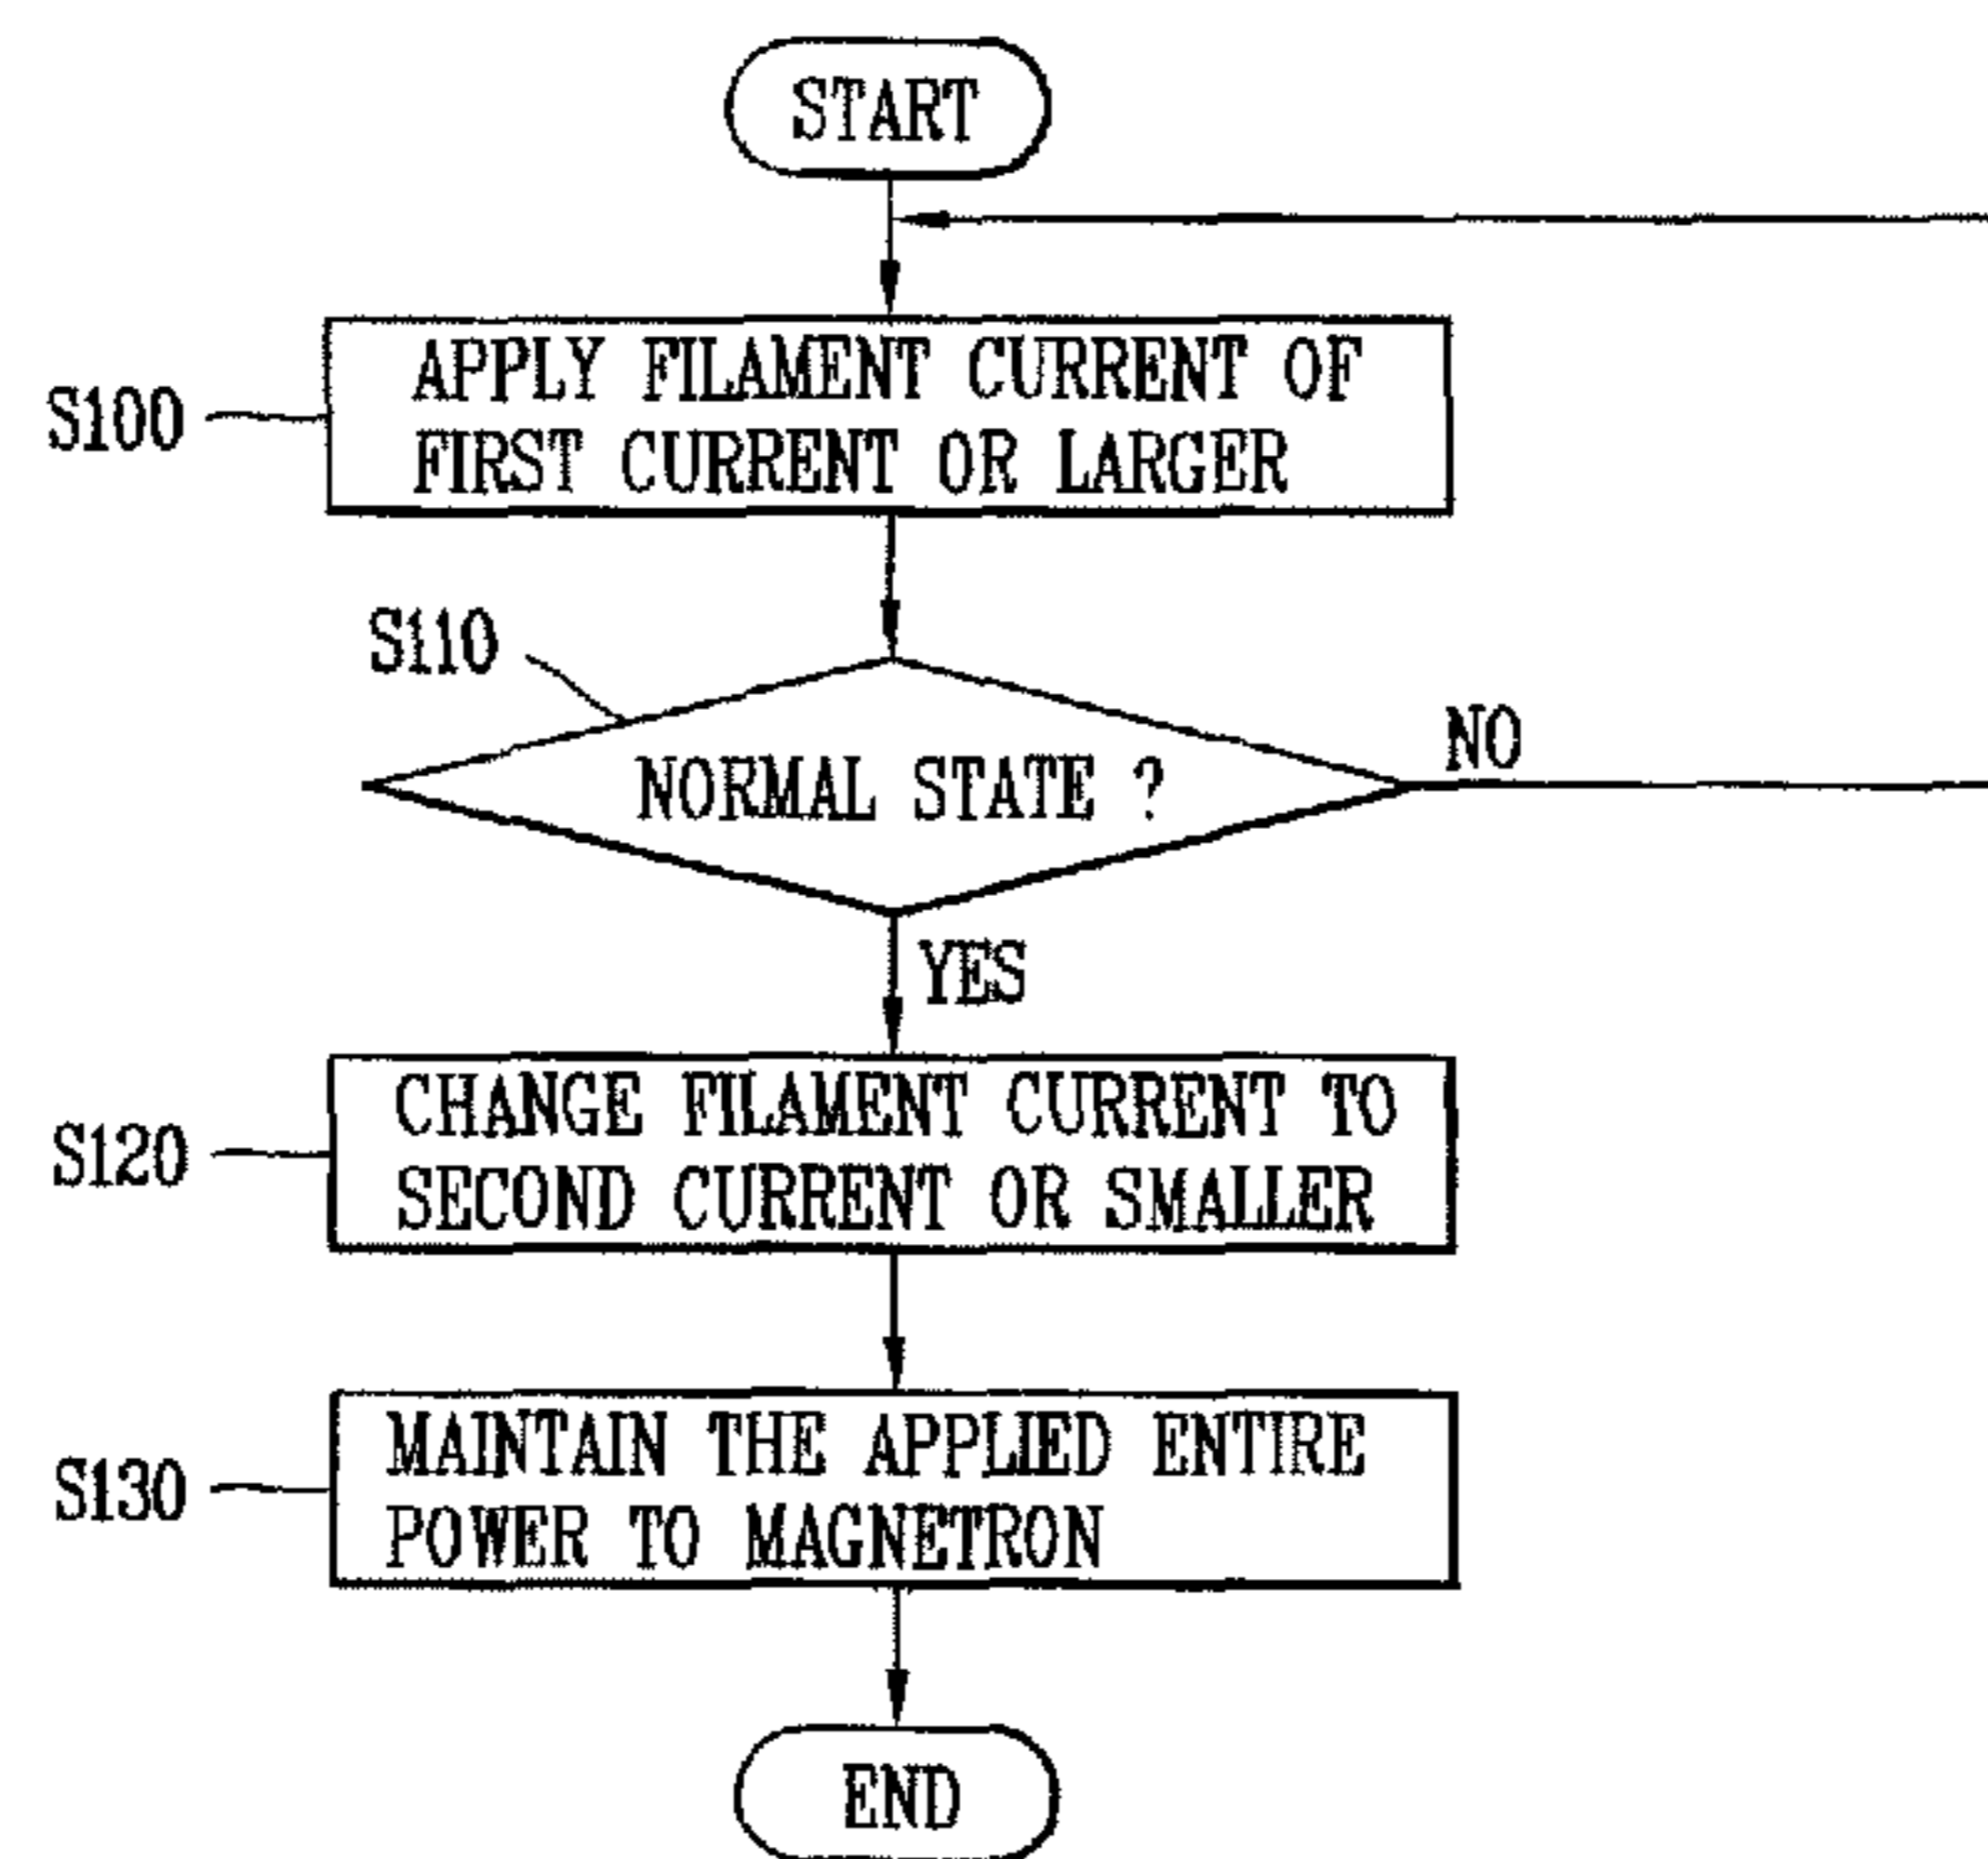 START
S100
APPLY FILAMENT CURRENT OF
FIRST CURRENT OR LARGER
S110
NORMAL STATE ?
NO
YES
S120
CHANGE FILAMENT CURRENT TO
SECOND CURRENT OR SMALLER
S130
MAINTAIN THE APPLIED ENTIRE
POWER TO MAGNETRON
END